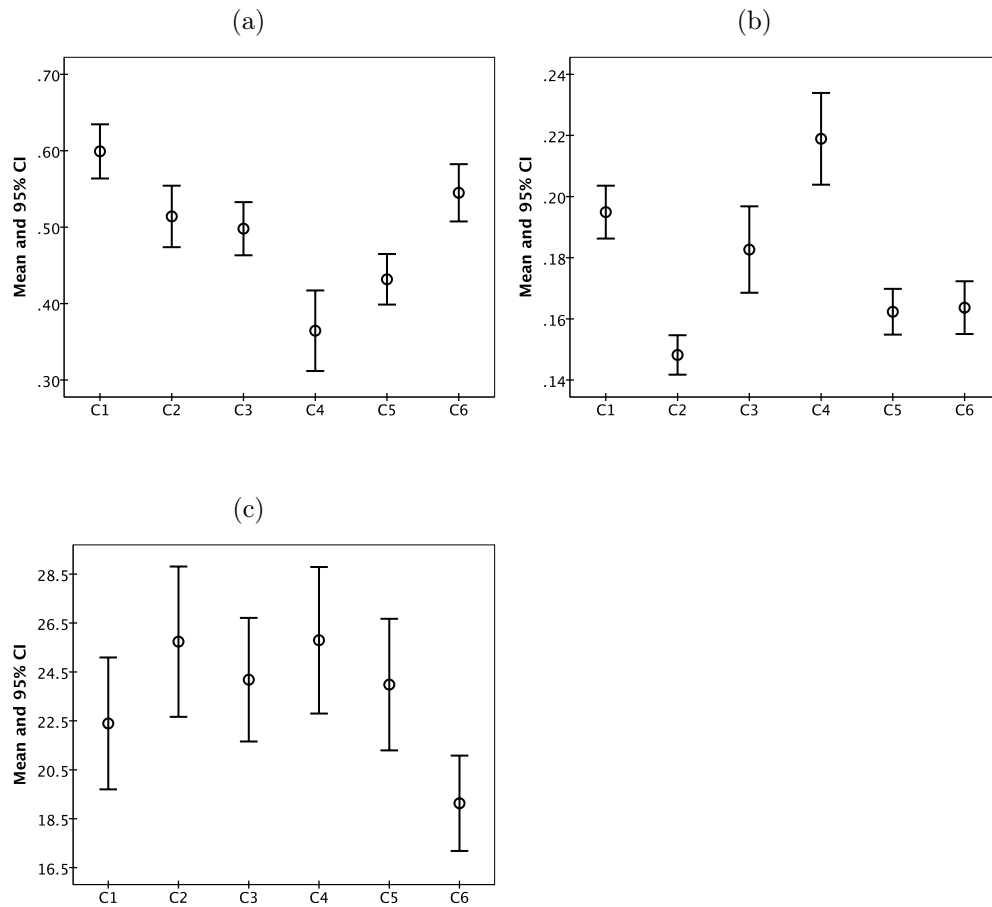 (a)
Mean and 95% CI
.70
.60
.50
.40
.30
C1 C2 C3 C4 C5 C6
(b)
Mean and 95% CI
.24
.22
.20
.18
.16
.14
C1 C2 C3 C4 C5 C6
(c)
Mean and 95% CI
28.5
26.5
24.5
22.5
20.5
18.5
16.5
C1 C2 C3 C4 C5 C6